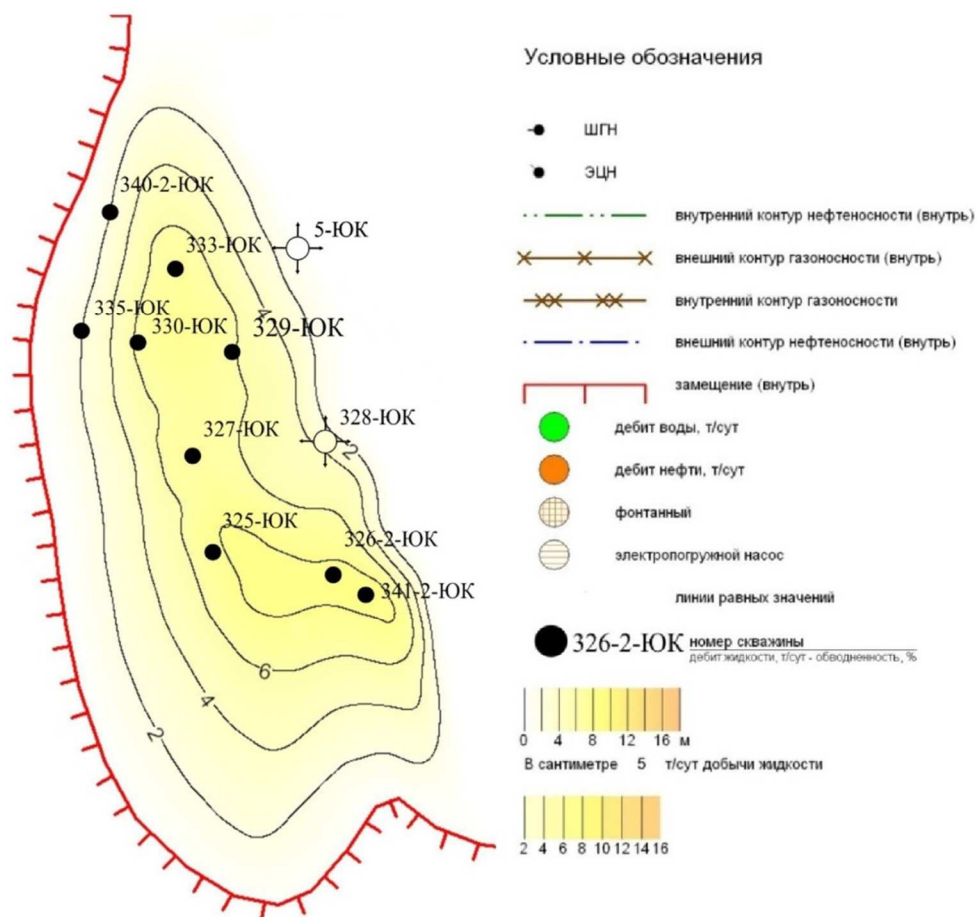 340-2-ЮК
5-ЮК
333-ЮК
4
335-ЮК
330-ЮК
329-ЮК
327-ЮК
328-ЮК
2
325-ЮК
326-2-ЮК
341-2-ЮК
6
4
2
Условные обозначения
ШГН
ЭЦН
внутренний контур нефтеносности (внутрь)
внешний контур газоносности (внутрь)
внутренний контур газоносности
внешний контур нефтеносности (внутрь)
замещение (внутрь)
дебит воды, т/сут
дебит нефти, т/сут
фонтанный
электропогружной насос
линии равных значений
326-2-ЮК номер скважины
дебит жидкости, т/сут - обводненность, %
0 4 8 12 16 м
В сантиметре 5 т/сут добычи жидкости
2 4 6 8 10 12 14 16